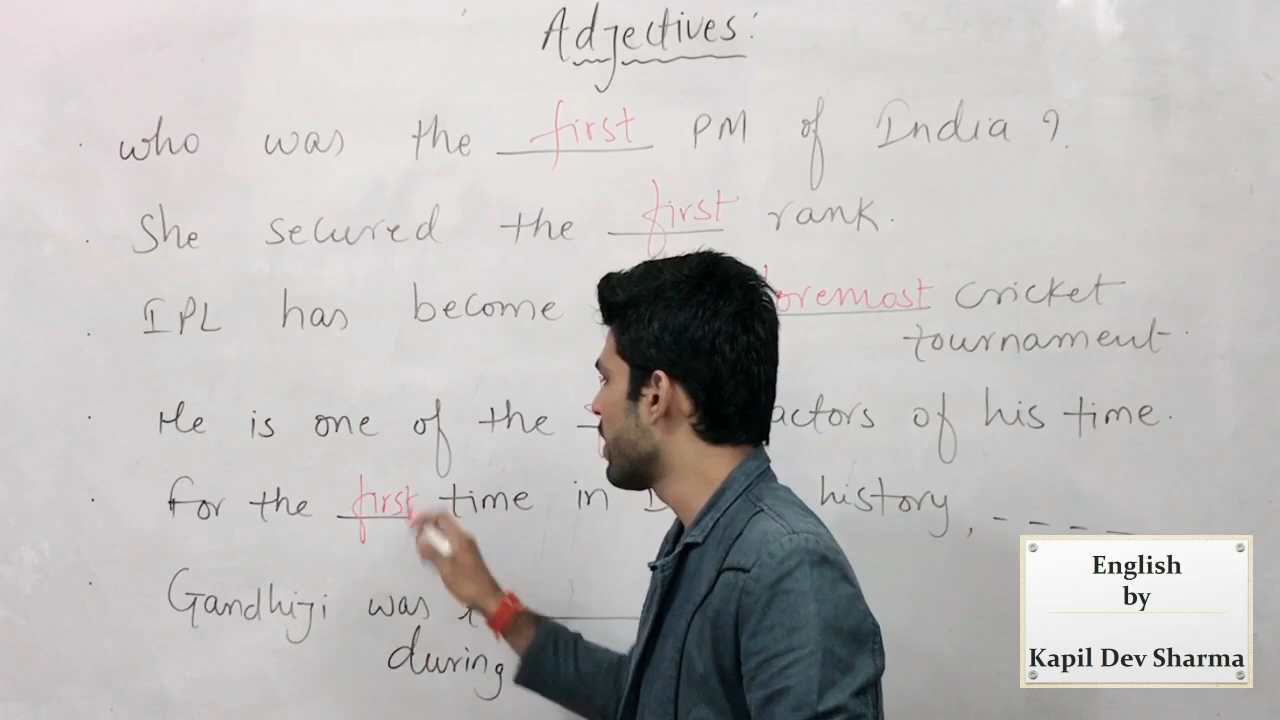 Adjectives:
who was the first PM of India ?
She secured the first rank.
IPL has become foremost cricket
tournament.
He is one of the actors of his time.
For the first time in history, - - - -
Gandhiji was
during
English
by
Kapil Dev Sharma